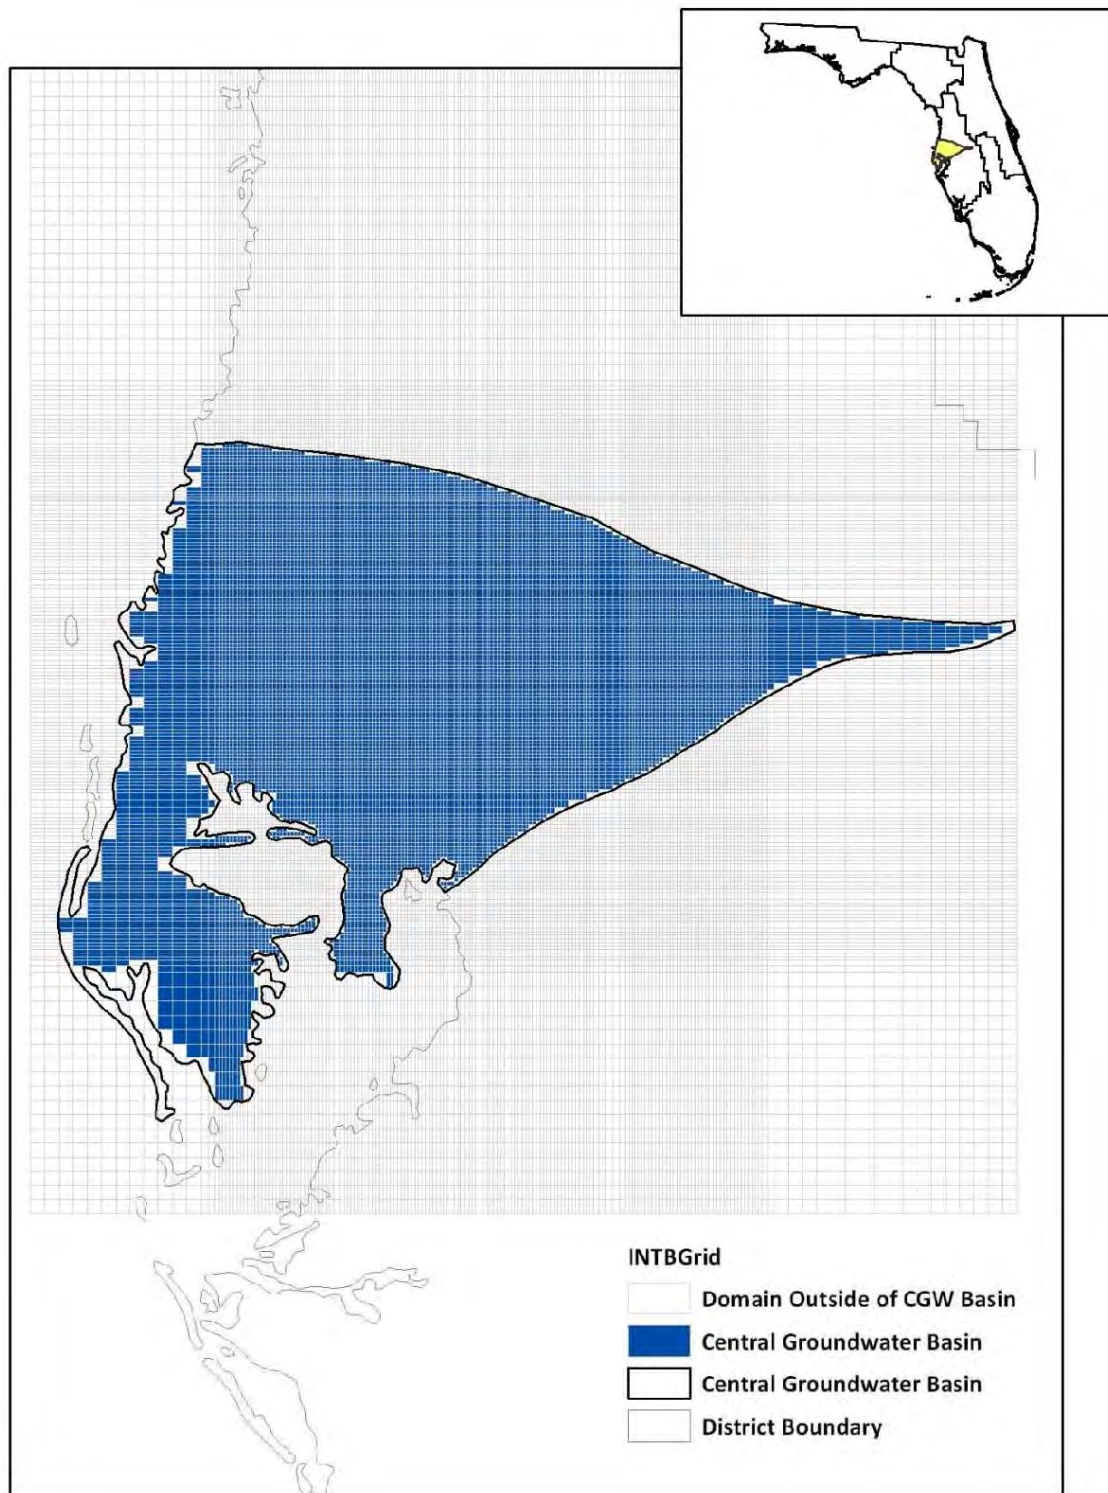 INTBGrid
Domain Outside of CGW Basin
Central Groundwater Basin
Central Groundwater Basin
District Boundary